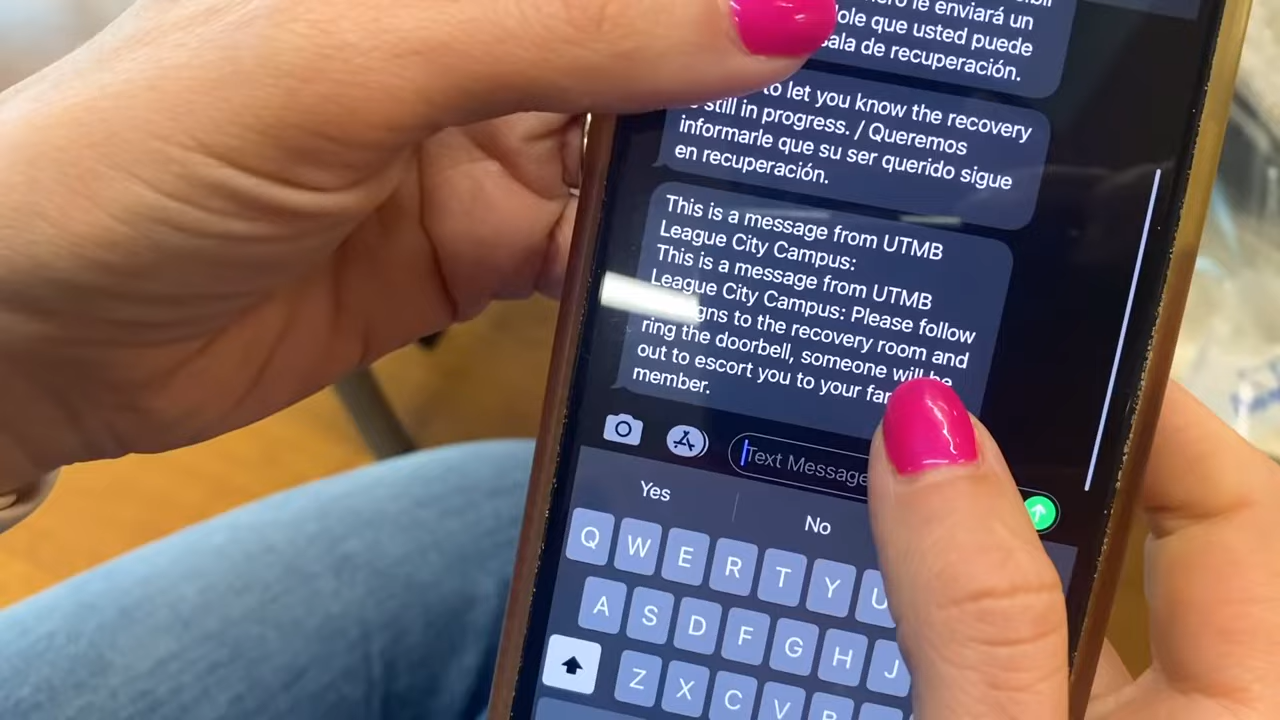 le enviará un
que usted puede
sala de recuperación.
to let you know the recovery
still in progress. / Queremos
informarle que su ser querido sigue
en recuperación.
This is a message from UTMB
League City Campus:
This is a message from UTMB
League City Campus: Please follow
to the recovery room and
ring the doorbell, someone will be
out to escort you to your
member.
Text Message
Yes
No
Q W E R T Y U
A S D F G H J
Z X C V B